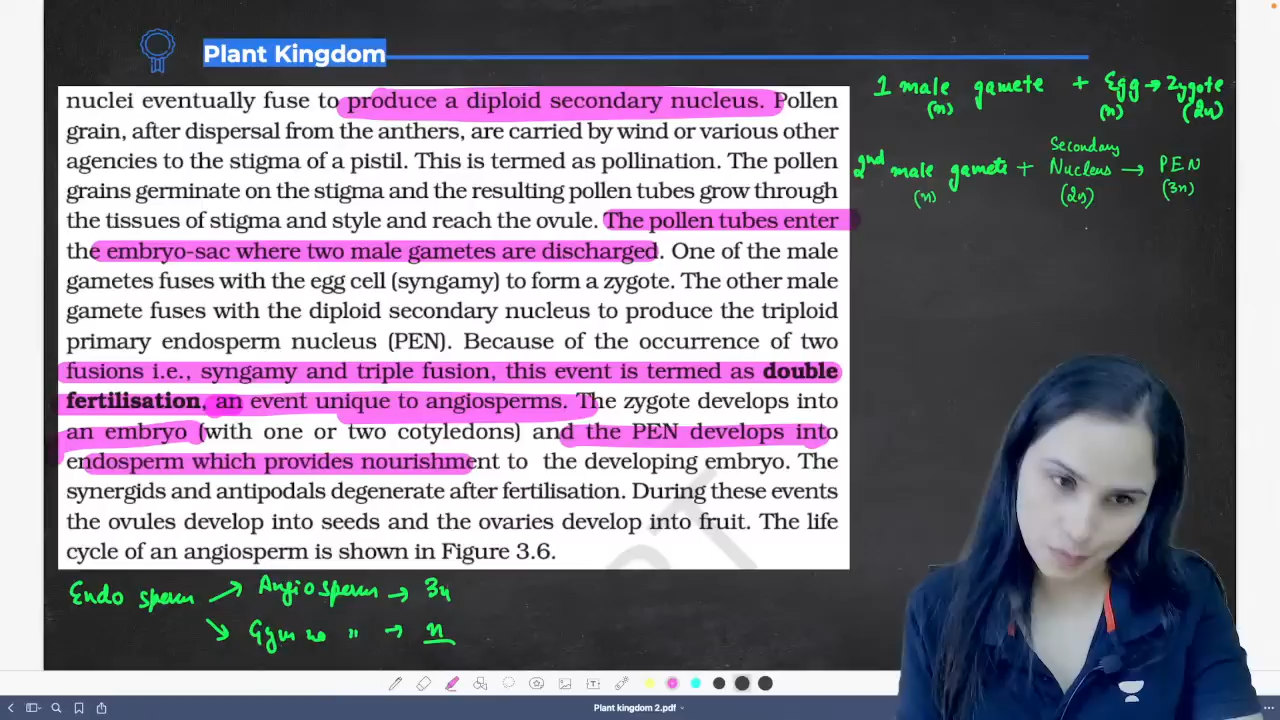 Plant Kingdom
nuclei eventually fuse to produce a diploid secondary nucleus. Pollen
grain, after dispersal from the anthers, are carried by wind or various other
agencies to the stigma of a pistil. This is termed as pollination. The pollen
grains germinate on the stigma and the resulting pollen tubes grow through
the tissues of stigma and style and reach the ovule. The pollen tubes enter
the embryo-sac where two male gametes are discharged. One of the male
gametes fuses with the egg cell (syngamy) to form a zygote. The other male
gamete fuses with the diploid secondary nucleus to produce the triploid
primary endosperm nucleus (PEN). Because of the occurrence of two
fusions i.e., syngamy and triple fusion, this event is termed as double
fertilisation, an event unique to angiosperms. The zygote develops into
an embryo (with one or two cotyledons) and the PEN develops into
endosperm which provides nourishment to the developing embryo. The
synergids and antipodals degenerate after fertilisation. During these events
the ovules develop into seeds and the ovaries develop into fruit. The life
cycle of an angiosperm is shown in Figure 3.6.
1 male gamete + Egg → Zygote
(n) (n) (2n)
Secondary
2nd male gamete + Nucleus → PEN
(n) (2n) (3n)
Endo sperm → Angiosperm → 3n
↘ Gymno " → n
Plant kingdom 2.pdf